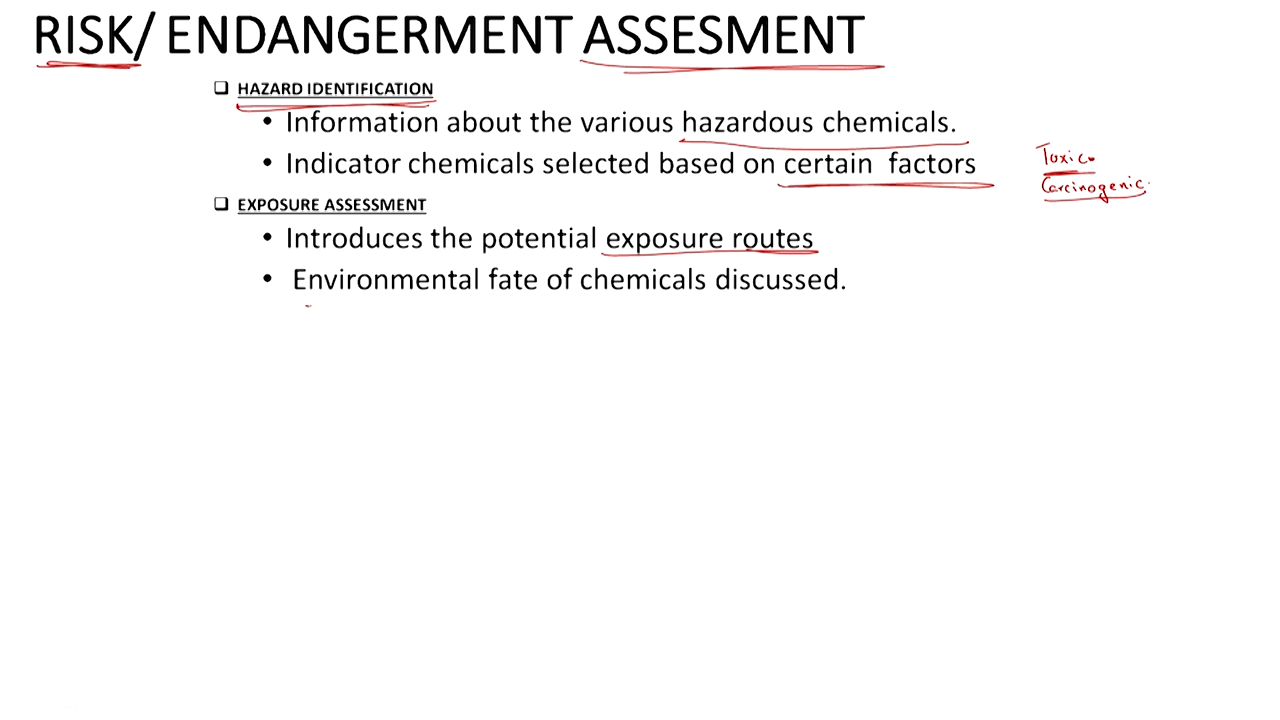 RISK/ ENDANGERMENT ASSESMENT
❑ HAZARD IDENTIFICATION
• Information about the various hazardous chemicals.
• Indicator chemicals selected based on certain factors
Toxic
Carcinogenic.
❑ EXPOSURE ASSESSMENT
• Introduces the potential exposure routes
• Environmental fate of chemicals discussed.